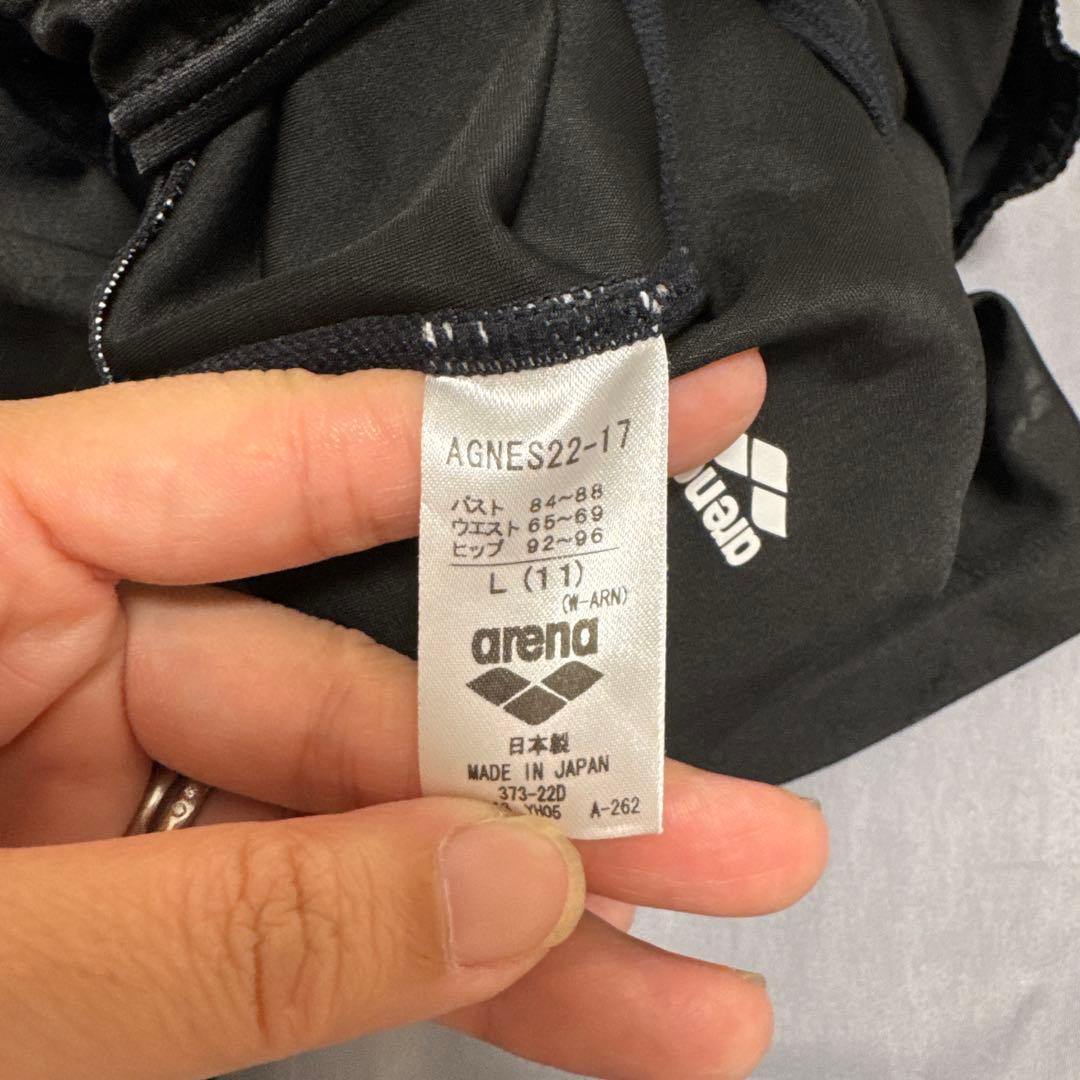 AGNES22-17
バスト 84~88
ウエスト 65~69
ヒップ 92~96
L (11)
(W-ARN)
arena
日本製
MADE IN JAPAN
373-22D
YH05 A-262
arena